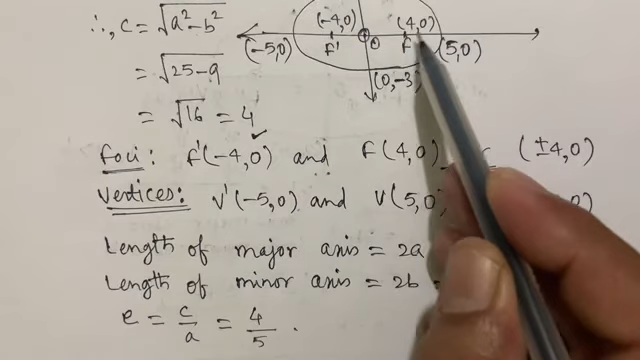 ∴, c = √a² − b²
(−4,0) (4,0)
(−5,0) F' O F (5,0)
= √25−9
(0,−3)
= √16 = 4
Foci: F'(−4,0) and F(4,0) (±4,0)
Vertices: V'(−5,0) and V(5,0 0)
Length of major axis = 2a
Length of minor axis = 2b =
e = c/a = 4/5 .